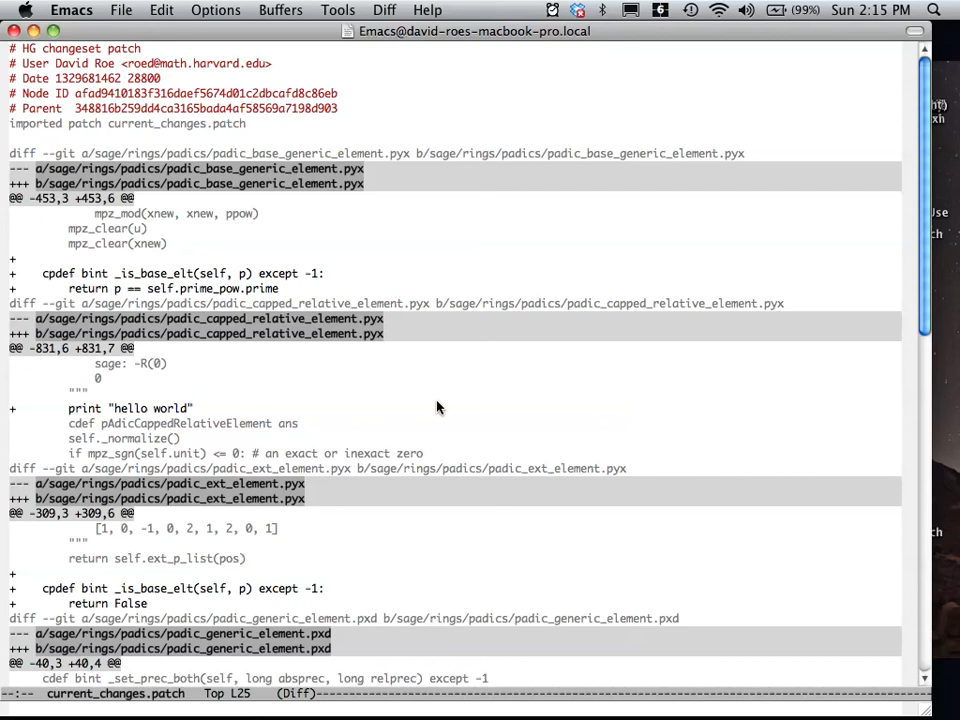 Emacs File Edit Options Buffers Tools Diff Help 6 (99%) Sun 2:15 PM
Emacs@david-roes-macbook-pro.local
# HG changeset patch
# User David Roe <roed@math.harvard.edu>
# Date 1329681462 28800
# Node ID afad9410183f316daef5674d01c2dbcafd8c86eb
# Parent  348816b259dd4ca3165bada4af58569a7198d903
imported patch current_changes.patch
diff --git a/sage/rings/padics/padic_base_generic_element.pyx b/sage/rings/padics/padic_base_generic_element.pyx
--- a/sage/rings/padics/padic_base_generic_element.pyx
+++ b/sage/rings/padics/padic_base_generic_element.pyx
@@ -453,3 +453,6 @@
mpz_mod(xnew, xnew, ppow)
mpz_clear(u)
mpz_clear(xnew)
+
+    cpdef bint _is_base_elt(self, p) except -1:
+        return p == self.prime_pow.prime
diff --git a/sage/rings/padics/padic_capped_relative_element.pyx b/sage/rings/padics/padic_capped_relative_element.pyx
--- a/sage/rings/padics/padic_capped_relative_element.pyx
+++ b/sage/rings/padics/padic_capped_relative_element.pyx
@@ -831,6 +831,7 @@
sage: -R(0)
0
"""
+        print "hello world"
cdef pAdicCappedRelativeElement ans
self._normalize()
if mpz_sgn(self.unit) <= 0: # an exact or inexact zero
diff --git a/sage/rings/padics/padic_ext_element.pyx b/sage/rings/padics/padic_ext_element.pyx
--- a/sage/rings/padics/padic_ext_element.pyx
+++ b/sage/rings/padics/padic_ext_element.pyx
@@ -309,3 +309,6 @@
[1, 0, -1, 0, 2, 1, 2, 0, 1]
"""
return self.ext_p_list(pos)
+
+    cpdef bint _is_base_elt(self, p) except -1:
+        return False
diff --git a/sage/rings/padics/padic_generic_element.pxd b/sage/rings/padics/padic_generic_element.pxd
--- a/sage/rings/padics/padic_generic_element.pxd
+++ b/sage/rings/padics/padic_generic_element.pxd
@@ -40,3 +40,4 @@
cdef bint _set_prec_both(self, long absprec, long relprec) except -1
--:-- current_changes.patch Top L25 (Diff)